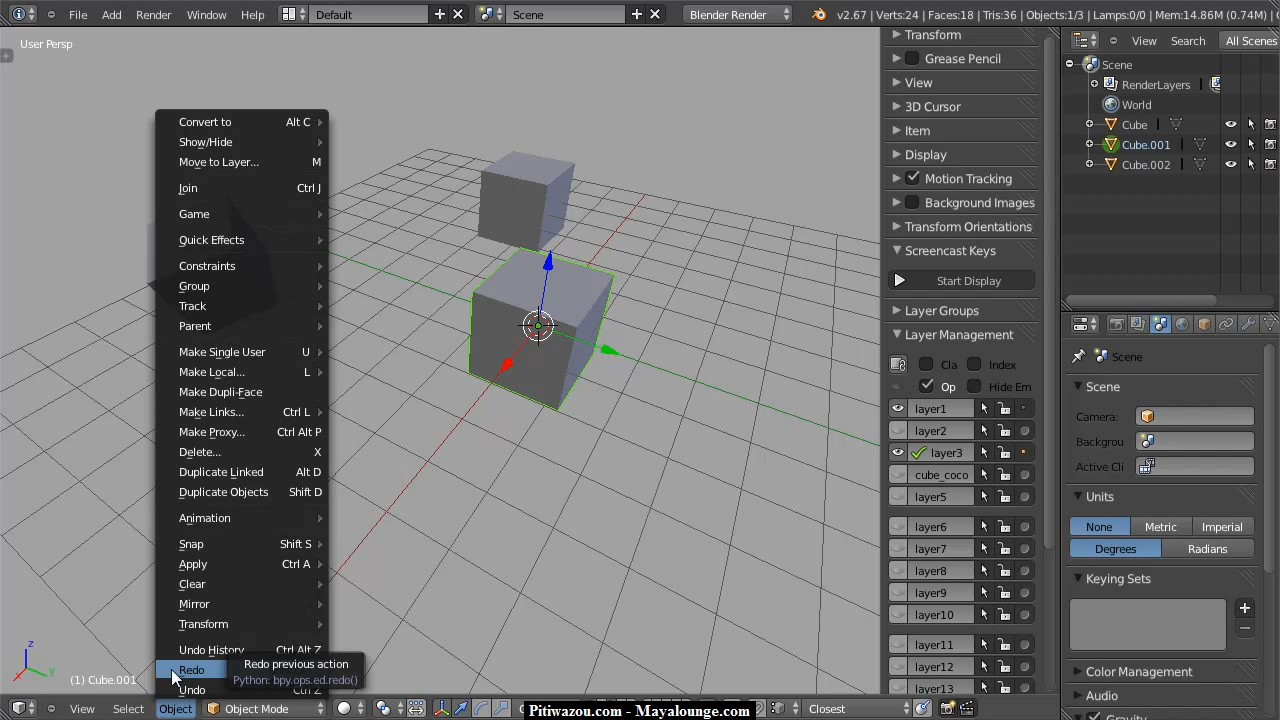 File Add Render Window Help Default Scene Blender Render v2.67 | Verts:24 | Faces:18 | Tris:36 | Objects:1/3 | Lamps:0/0 | Mem:14.86M (0.74M) |
User Persp
Convert to Alt C
Show/Hide
Move to Layer... M
Join Ctrl J
Game
Quick Effects
Constraints
Group
Track
Parent
Make Single User U
Make Local... L
Make Dupli-Face
Make Links... Ctrl L
Make Proxy... Ctrl Alt P
Delete... X
Duplicate Linked Alt D
Duplicate Objects Shift D
Animation
Snap Shift S
Apply Ctrl A
Clear
Mirror
Transform
Undo History Ctrl Alt Z
Redo
Undo Ctrl Z
Redo previous action
Python: bpy.ops.ed.redo()
z
x
Y
(1) Cube.001
View Select Object Object Mode
Closest
Pitiwazou.com - Mayalounge.com
Transform
Grease Pencil
View
3D Cursor
Item
Display
Motion Tracking
Background Images
Transform Orientations
Screencast Keys
Start Display
Layer Groups
Layer Management
Cla Index
Op Hide Em
layer1
layer2
layer3
cube_coco
layer5
layer6
layer7
layer8
layer9
layer10
layer11
layer12
layer13
View Search All Scenes
Scene
RenderLayers |
World
Cube |
Cube.001 |
Cube.002 |
Scene
Scene
Camera:
Backgrou
Active Cli
Units
None Metric Imperial
Degrees Radians
Keying Sets
Color Management
Audio
Gravity